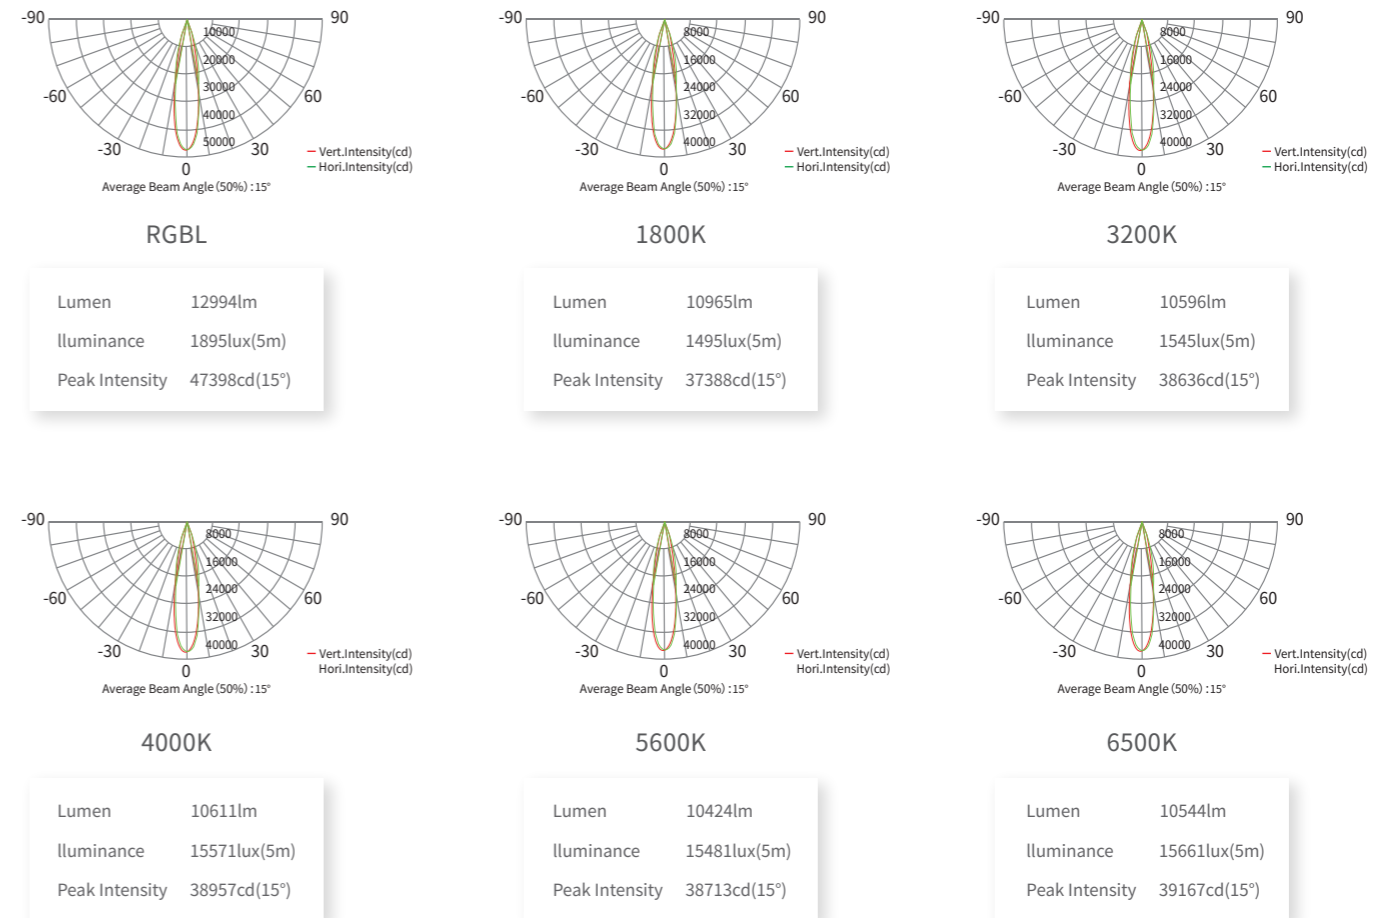 -90 90 -90 90 -90 90
10000 8000 8000
20000 16000 16000
30000 24000 24000
-60 60 -60 60 -60 60
40000 32000 32000
50000 40000 40000
-30 30 -30 30 -30 30
Vert.Intensity(cd) Vert.Intensity(cd) Vert.Intensity(cd)
0 0 0
Hori.Intensity(cd) Hori.Intensity(cd) Hori.Intensity(cd)
Average Beam Angle (50%) :15° Average Beam Angle (50%) :15° Average Beam Angle (50%) :15°
RGBL 1800K 3200K
Lumen 12994lm Lumen 10965lm Lumen 10596lm
lluminance 1895lux(5m) lluminance 1495lux(5m) lluminance 1545lux(5m)
Peak Intensity 47398cd(15°) Peak Intensity 37388cd(15°) Peak Intensity 38636cd(15°)
-90 90 -90 90 -90 90
8000 8000 8000
16000 16000 16000
24000 24000 24000
-60 60 -60 60 -60 60
32000 32000 32000
40000 40000 40000
-30 30 -30 30 -30 30
Vert.Intensity(cd) Vert.Intensity(cd) Vert.Intensity(cd)
0 0 0
Hori.Intensity(cd) Hori.Intensity(cd) Hori.Intensity(cd)
Average Beam Angle (50%) :15° Average Beam Angle (50%) :15° Average Beam Angle (50%) :15°
4000K 5600K 6500K
Lumen 10611lm Lumen 10424lm Lumen 10544lm
lluminance 15571lux(5m) lluminance 15481lux(5m) lluminance 15661lux(5m)
Peak Intensity 38957cd(15°) Peak Intensity 38713cd(15°) Peak Intensity 39167cd(15°)